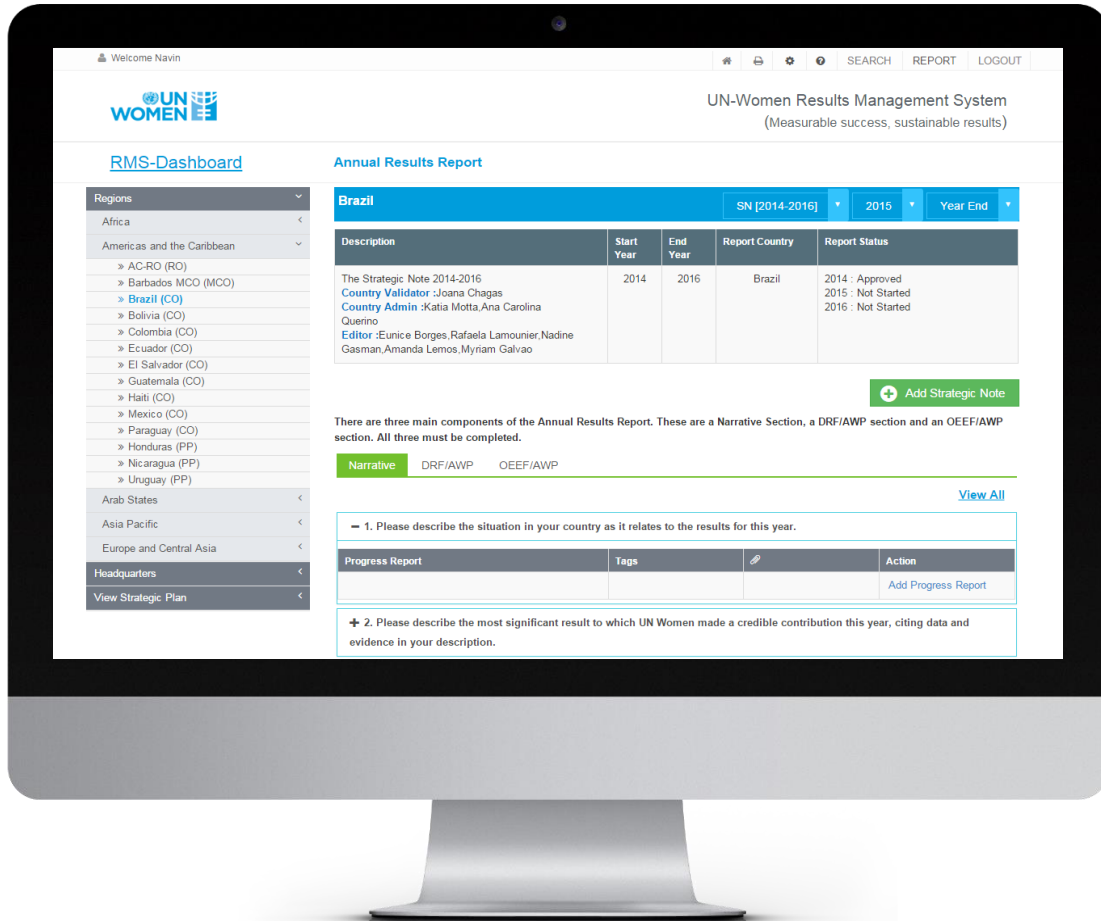 Welcome Navin
SEARCH REPORT LOGOUT
UN
WOMEN
UN-Women Results Management System
(Measurable success, sustainable results)
RMS-Dashboard
Annual Results Report
Regions
Africa
Americas and the Caribbean
» AC-RO (RO)
» Barbados MCO (MCO)
» Brazil (CO)
» Bolivia (CO)
» Colombia (CO)
» Ecuador (CO)
» El Salvador (CO)
» Guatemala (CO)
» Haiti (CO)
» Mexico (CO)
» Paraguay (CO)
» Honduras (PP)
» Nicaragua (PP)
» Uruguay (PP)
Arab States
Asia Pacific
Europe and Central Asia
Headquarters
View Strategic Plan
Brazil SN [2014-2016] 2015 Year End
Description Start Year End Year Report Country Report Status
The Strategic Note 2014-2016 2014 2016 Brazil 2014 : Approved
Country Validator :Joana Chagas 2015 : Not Started
Country Admin :Katia Motta,Ana Carolina 2016 : Not Started
Querino
Editor :Eunice Borges,Rafaela Lamounier,Nadine
Gasman,Amanda Lemos,Myriam Galvao
Add Strategic Note
There are three main components of the Annual Results Report. These are a Narrative Section, a DRF/AWP section and an OEEF/AWP
section. All three must be completed.
Narrative DRF/AWP OEEF/AWP
View All
1. Please describe the situation in your country as it relates to the results for this year.
Progress Report Tags Action
Add Progress Report
2. Please describe the most significant result to which UN Women made a credible contribution this year, citing data and
evidence in your description.